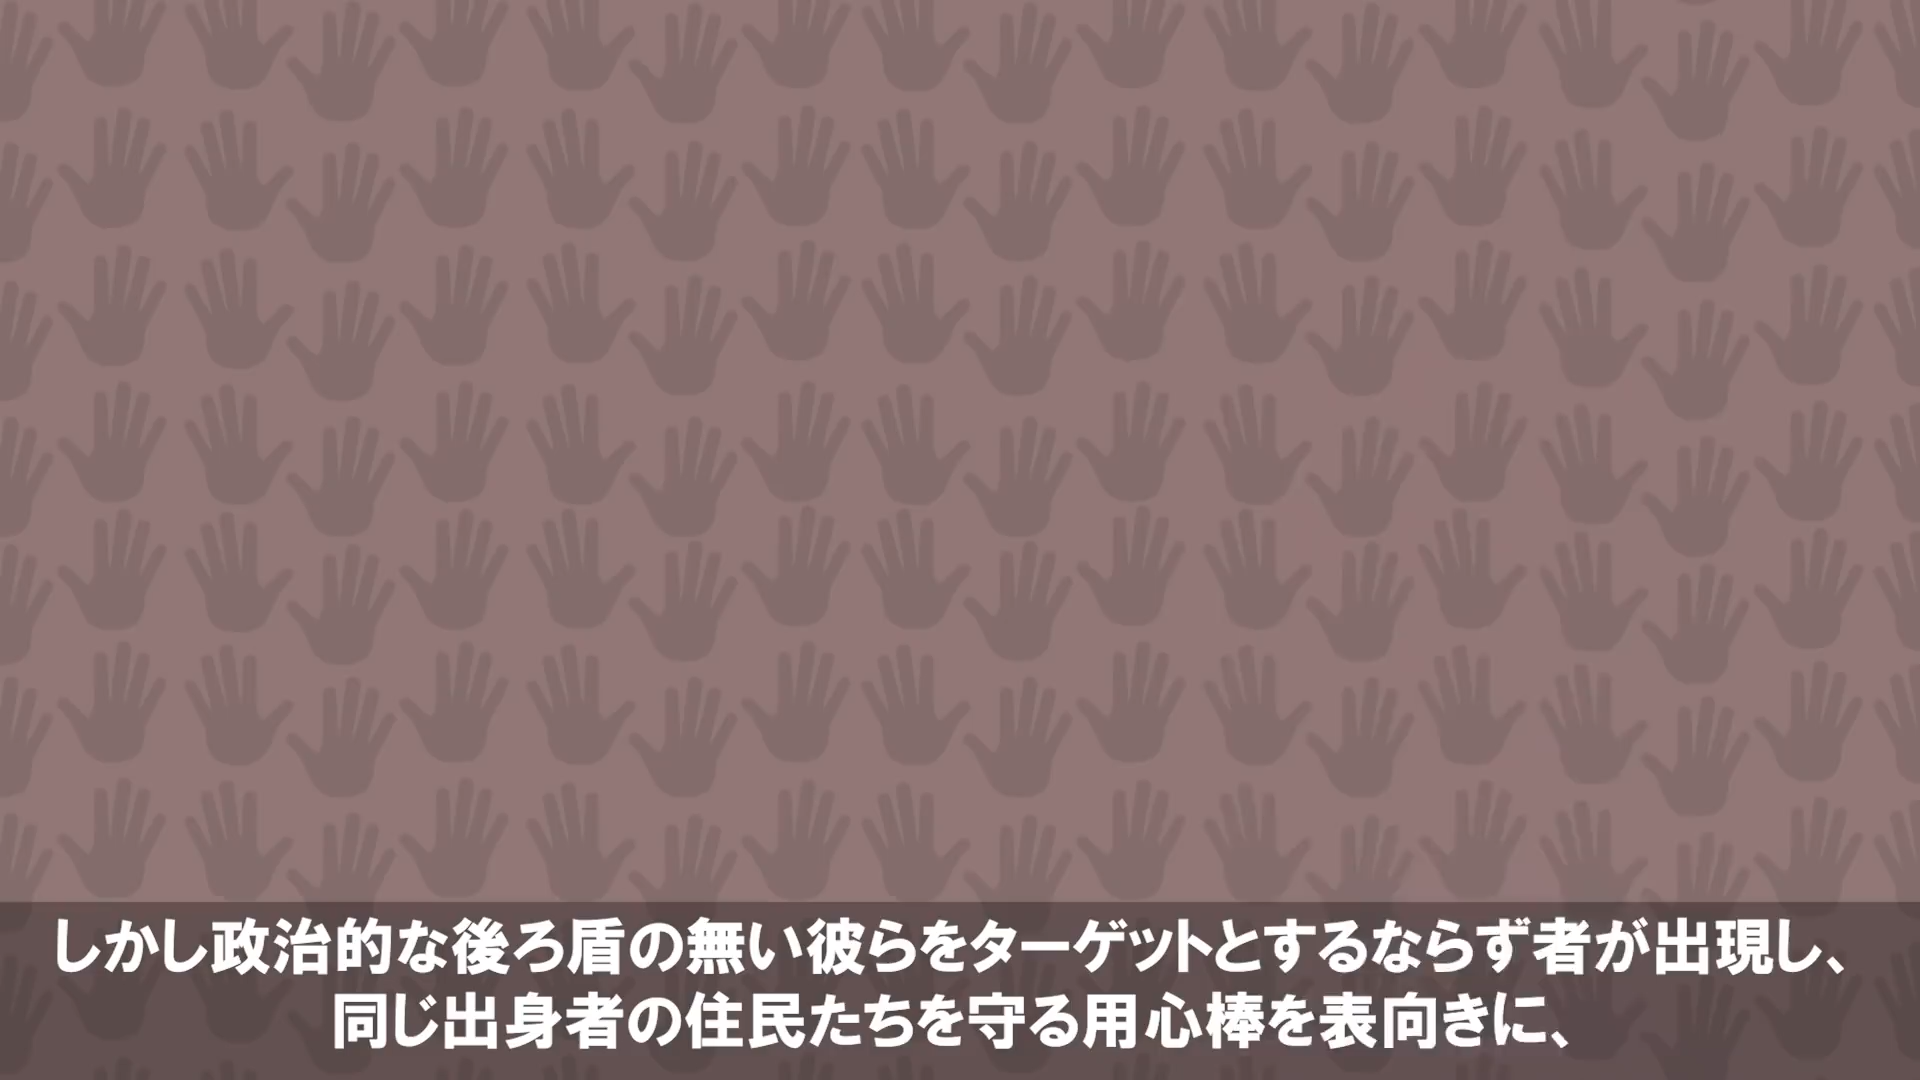 しかし政治的な後ろ盾の無い彼らをターゲットとするならず者が出現し、
同じ出身者の住民たちを守る用心棒を表向きに、